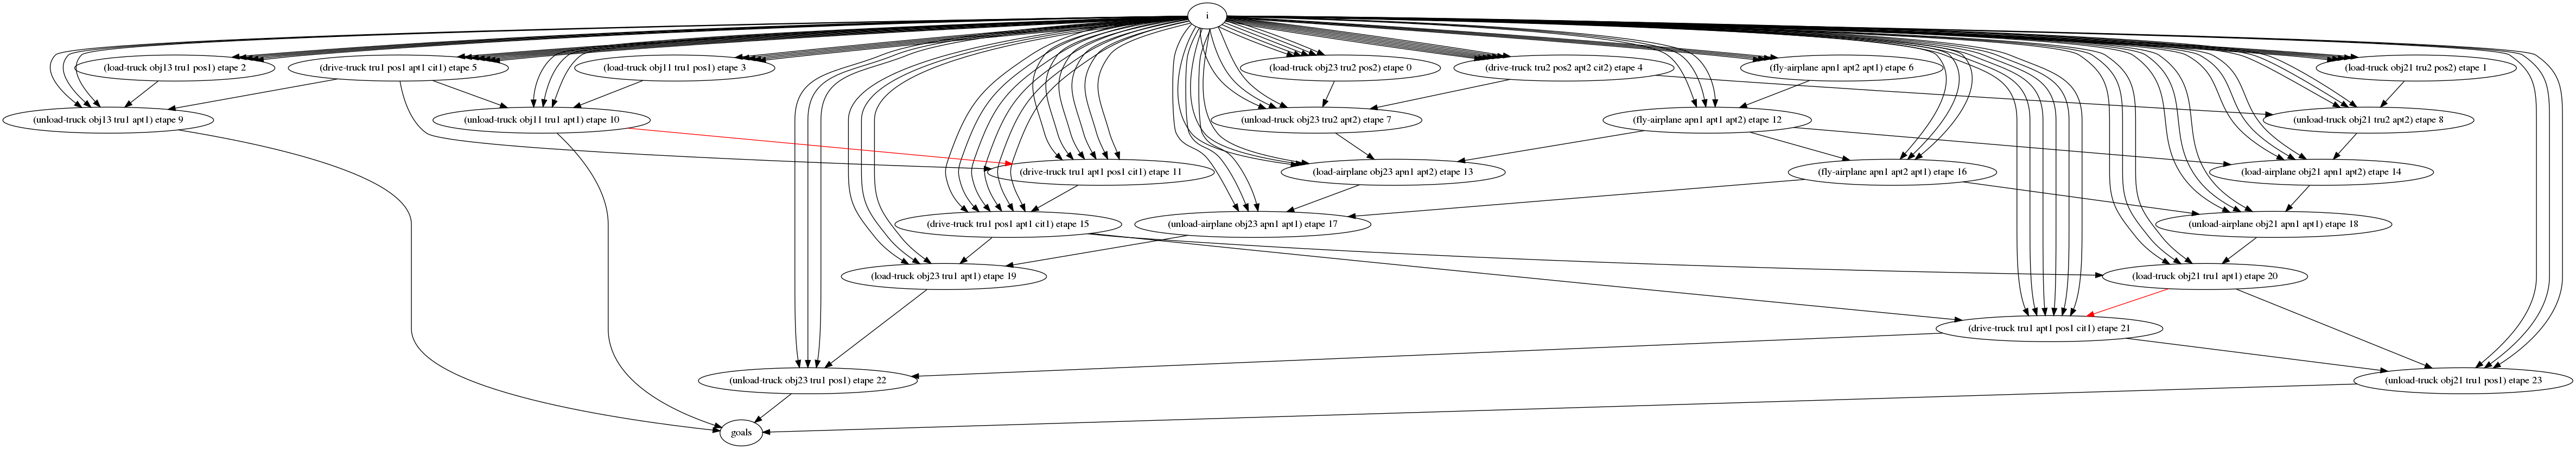 i
(load-truck obj13 tru1 pos1) etape 2
(drive-truck tru1 pos1 apt1 cit1) etape 5
(load-truck obj11 tru1 pos1) etape 3
(load-truck obj23 tru2 pos2) etape 0
(drive-truck tru2 pos2 apt2 cit2) etape 4
(fly-airplane apn1 apt2 apt1) etape 6
(load-truck obj21 tru2 pos2) etape 1
(unload-truck obj13 tru1 apt1) etape 9
(unload-truck obj11 tru1 apt1) etape 10
(unload-truck obj23 tru2 apt2) etape 7
(fly-airplane apn1 apt1 apt2) etape 12
(unload-truck obj21 tru2 apt2) etape 8
(drive-truck tru1 apt1 pos1 cit1) etape 11
(load-airplane obj23 apn1 apt2) etape 13
(fly-airplane apn1 apt2 apt1) etape 16
(load-airplane obj21 apn1 apt2) etape 14
(drive-truck tru1 pos1 apt1 cit1) etape 15
(unload-airplane obj23 apn1 apt1) etape 17
(unload-airplane obj21 apn1 apt1) etape 18
(load-truck obj23 tru1 apt1) etape 19
(load-truck obj21 tru1 apt1) etape 20
(drive-truck tru1 apt1 pos1 cit1) etape 21
(unload-truck obj23 tru1 pos1) etape 22
(unload-truck obj21 tru1 pos1) etape 23
goals